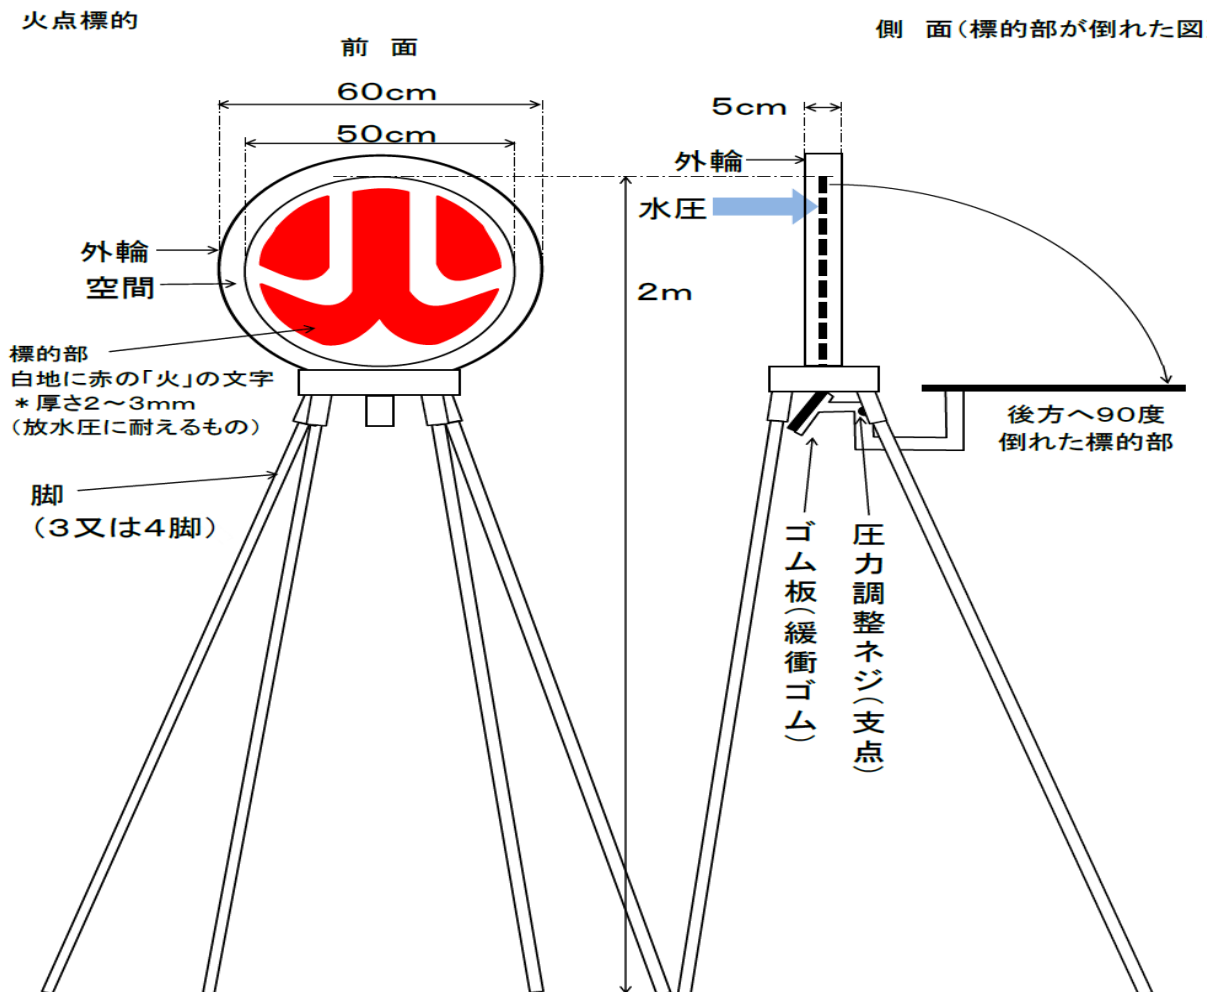 火点標的
側　面(標的部が倒れた図
前　面
60cm
50cm
5cm
外輪
水圧
外輪
空間
2m
標的部
白地に赤の「火」の文字
＊厚さ2～3mm
(放水圧に耐えるもの)
後方へ90度
倒れた標的部
脚
(3又は4脚)
ゴム板(緩衝ゴム)
圧力調整ネジ(支点)